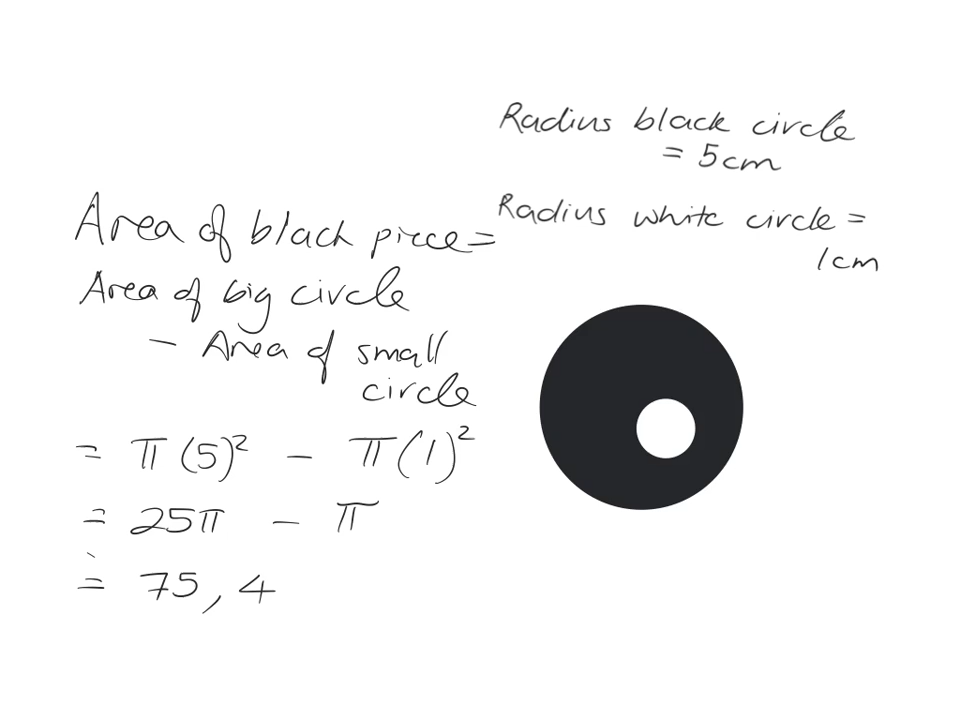 Radius black circle
= 5cm
Radius white circle =
1cm
Area of black piece =
Area of big circle
- Area of small
circle
= π(5)² - π(1)²
= 25π - π
≒ 75,4